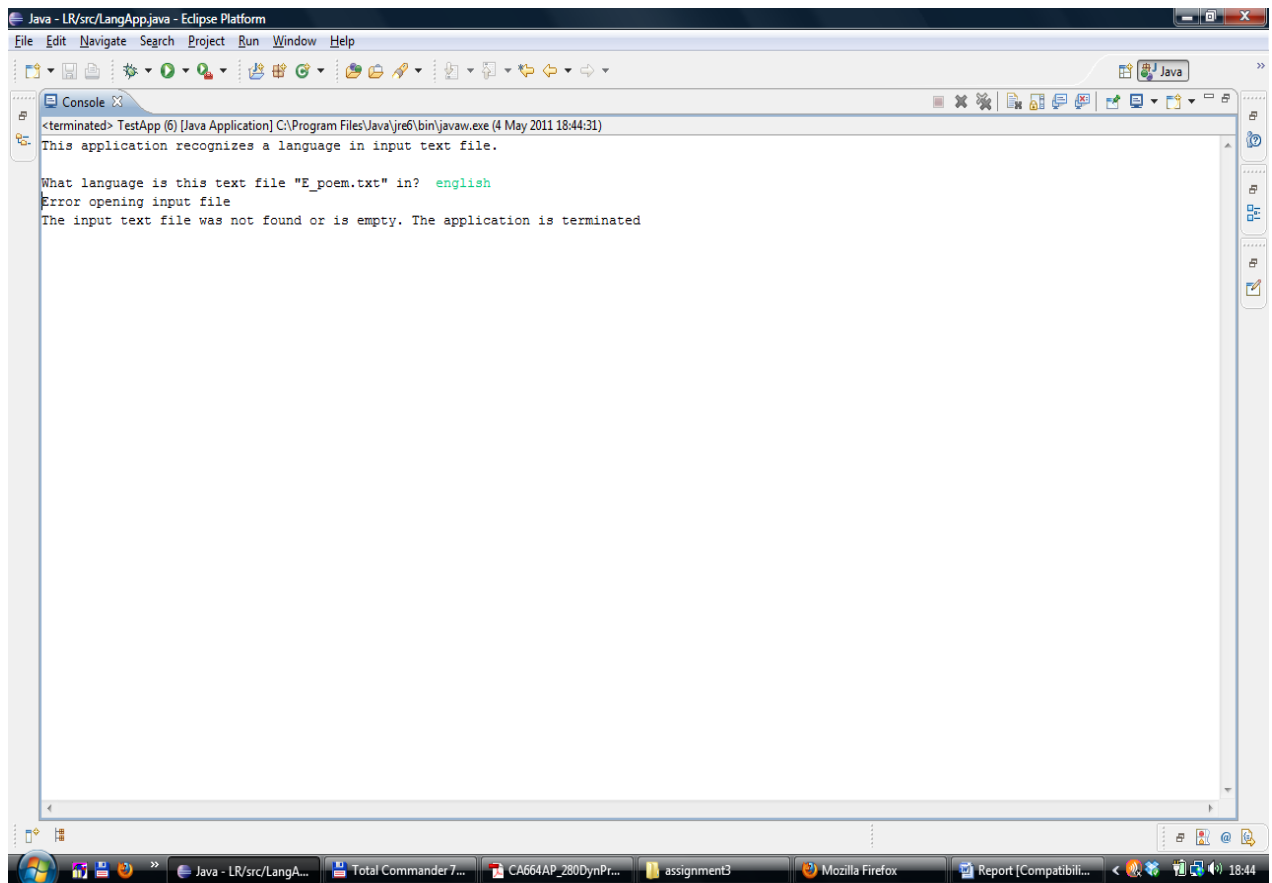 Java - LR/src/LangApp.java - Eclipse Platform
File Edit Navigate Search Project Run Window Help
Java
Console
<terminated> TestApp (6) [Java Application] C:\Program Files\Java\jre6\bin\javaw.exe (4 May 2011 18:44:31)
This application recognizes a language in input text file.
What language is this text file "E_poem.txt" in? english
Error opening input file
The input text file was not found or is empty. The application is terminated
Java - LR/src/LangA... Total Commander 7... CA664AP_280DynPr... assignment3 Mozilla Firefox Report [Compatibili... 18:44